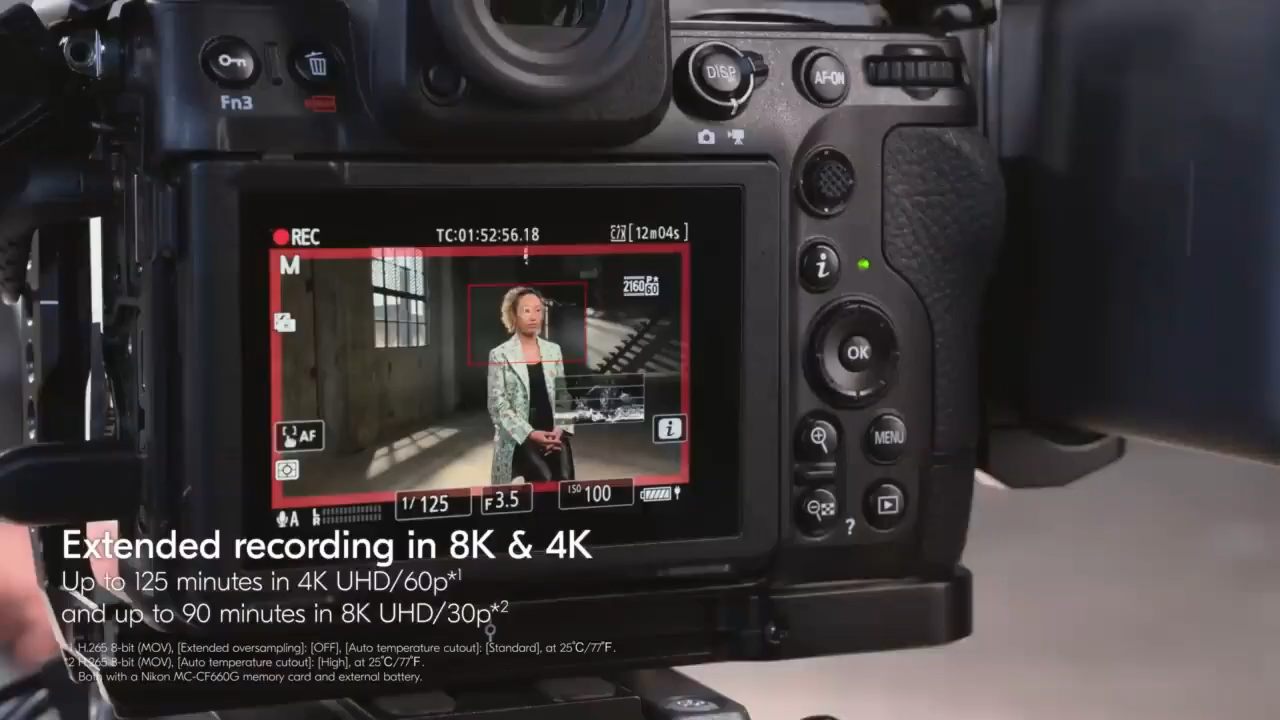 DISP
AF-ON
Fn3
REC
TC:01:52:56.18
[12m04s]
M
2160 P★
60
i
OK
AF
i
MENU
1/125
F3.5
ISO 100
A
L
R
?
Extended recording in 8K & 4K
Up to 125 minutes in 4K UHD/60p*1
and up to 90 minutes in 8K UHD/30p*2
*1 H.265 8-bit (MOV), [Extended oversampling]: [OFF], [Auto temperature cutout]: [Standard], at 25℃/77℉.
*2 H.265 8-bit (MOV), [Auto temperature cutout]: [High], at 25℃/77℉.
Both with a Nikon MC-CF660G memory card and external battery.